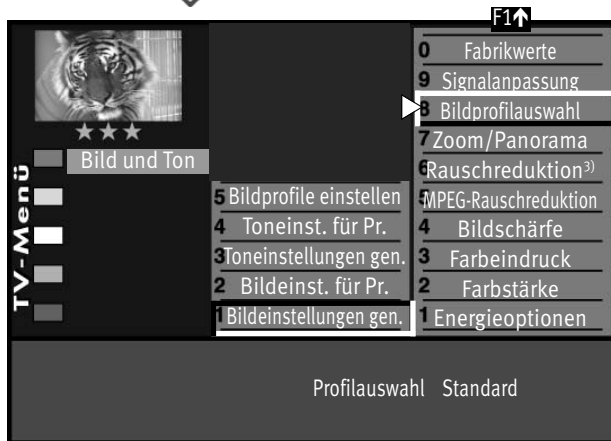 F1↑
0 Fabrikwerte
9 Signalanpassung
8 Bildprofilauswahl
7 Zoom/Panorama
6 Rauschreduktion³⁾
5 MPEG-Rauschreduktion
4 Bildschärfe
3 Farbeindruck
2 Farbstärke
1 Energieoptionen
TV-Menü
Bild und Ton
5 Bildprofile einstellen
4 Toneinst. für Pr.
3 Toneinstellungen gen.
2 Bildeinst. für Pr.
1 Bildeinstellungen gen.
Profilauswahl Standard